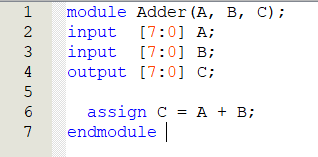 1 module Adder(A, B, C);
2 input  [7:0] A;
3 input  [7:0] B;
4 output [7:0] C;
5
6   assign C = A + B;
7 endmodule